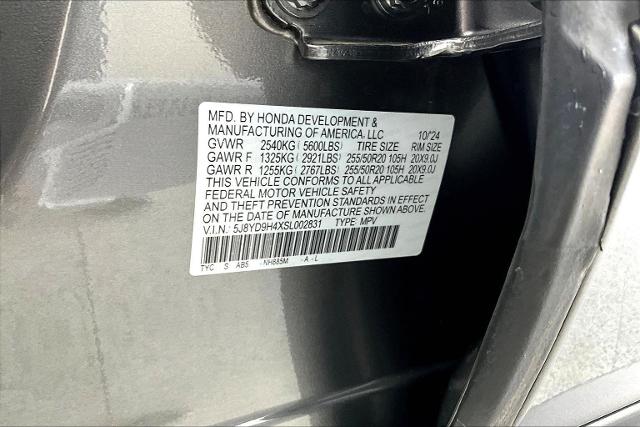 MFD. BY HONDA DEVELOPMENT &
MANUFACTURING OF AMERICA, LLC 10/'24
GVWR 2540KG (5600LBS) TIRE SIZE RIM SIZE
GAWR F 1325KG (2921LBS) 255/50R20 105H 20X9.0J
GAWR R 1255KG (2767LBS) 255/50R20 105H 20X9.0J
THIS VEHICLE CONFORMS TO ALL APPLICABLE
FEDERAL MOTOR VEHICLE SAFETY
AND THEFT PREVENTION STANDARDS IN EFFECT
ON THE DATE OF MANUFACTURE SHOWN ABOVE.
V.I.N.: 5J8YD9H4XSL002831 TYPE: MPV
TYC S ABS -NH885M -A -L